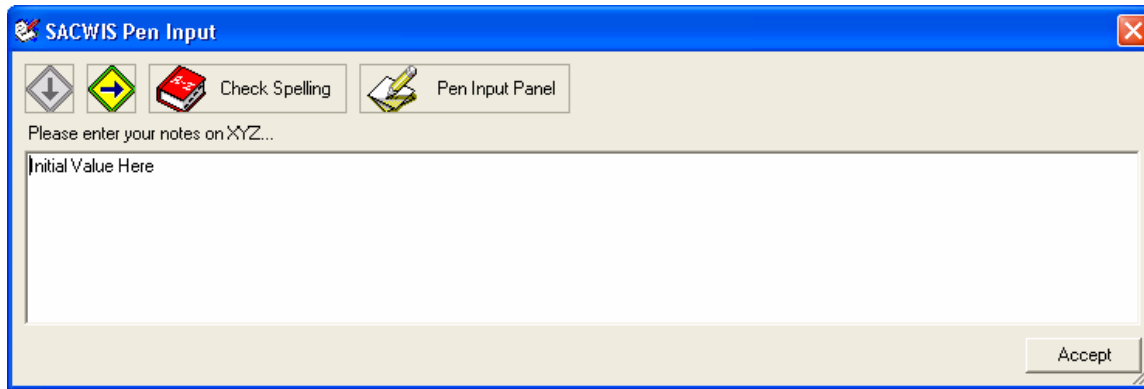 SACWIS Pen Input
Check Spelling Pen Input Panel
Please enter your notes on XYZ...
Initial Value Here
Accept